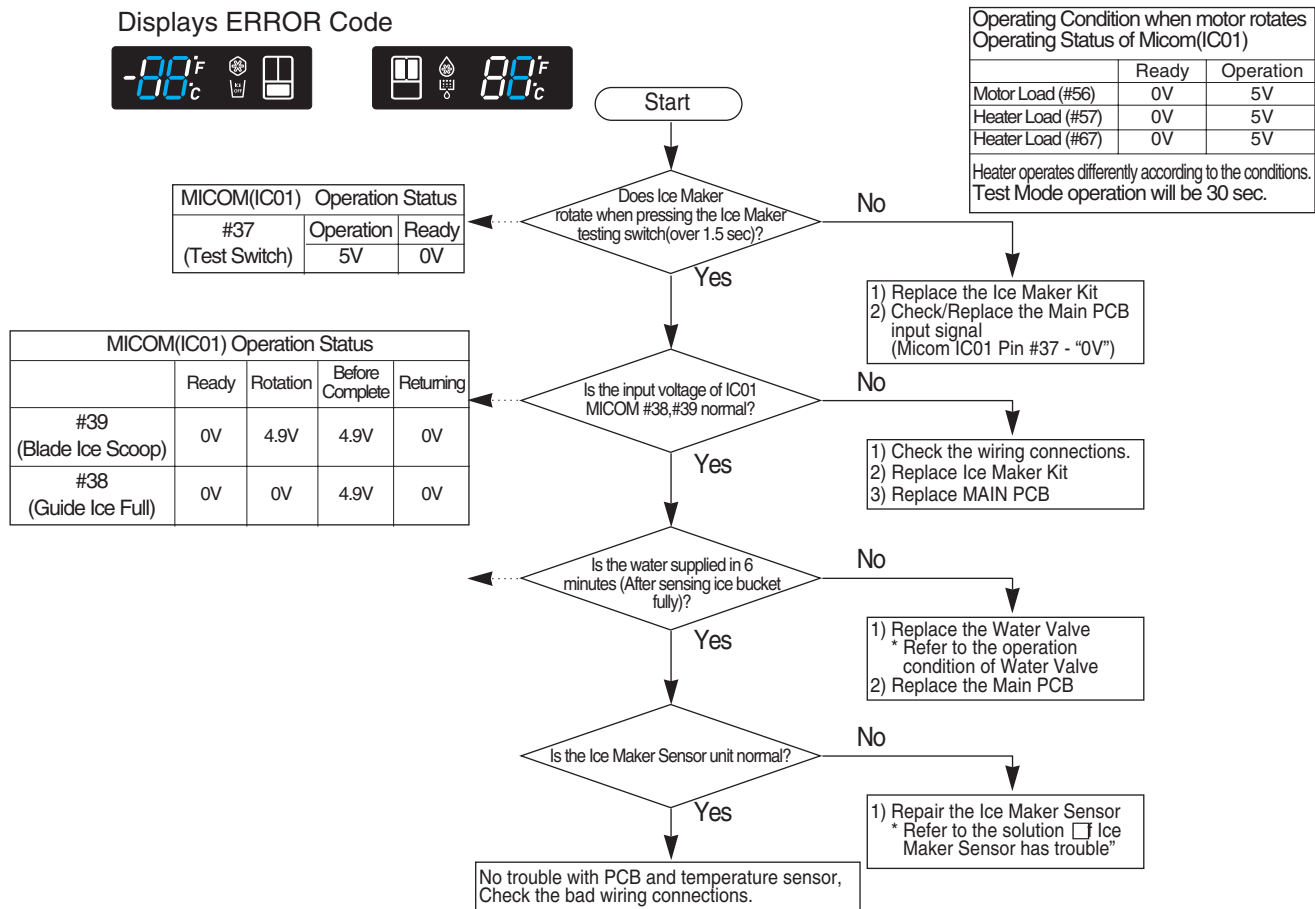 Displays ERROR Code
-88°F
°C
Ice
OFF
88°F
°C
Operating Condition when motor rotates
Operating Status of Micom(IC01)
Ready Operation
Motor Load (#56) 0V 5V
Heater Load (#57) 0V 5V
Heater Load (#67) 0V 5V
Heater operates differently according to the conditions.
Test Mode operation will be 30 sec.
Start
Does Ice Maker
rotate when pressing the Ice Maker
testing switch(over 1.5 sec)?
No
Yes
MICOM(IC01) Operation Status
#37
(Test Switch)
Operation Ready
5V 0V
1) Replace the Ice Maker Kit
2) Check/Replace the Main PCB
input signal
(Micom IC01 Pin #37 - “0V”)
MICOM(IC01) Operation Status
Ready Rotation Before
Complete Returning
#39
(Blade Ice Scoop)
0V 4.9V 4.9V 0V
#38
(Guide Ice Full)
0V 0V 4.9V 0V
Is the input voltage of IC01
MICOM #38,#39 normal?
No
Yes
1) Check the wiring connections.
2) Replace Ice Maker Kit
3) Replace MAIN PCB
Is the water supplied in 6
minutes (After sensing ice bucket
fully)?
No
Yes
1) Replace the Water Valve
* Refer to the operation
condition of Water Valve
2) Replace the Main PCB
Is the Ice Maker Sensor unit normal?
No
Yes
1) Repair the Ice Maker Sensor
* Refer to the solution □f Ice
Maker Sensor has trouble”
No trouble with PCB and temperature sensor,
Check the bad wiring connections.